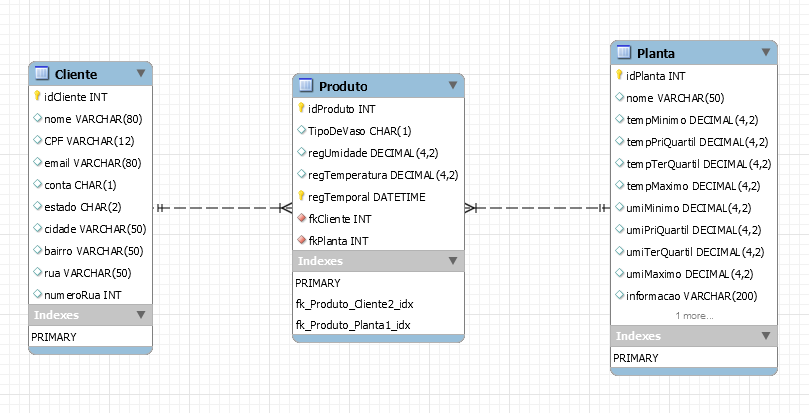 Cliente
idCliente INT
nome VARCHAR(80)
CPF VARCHAR(12)
email VARCHAR(80)
conta CHAR(1)
estado CHAR(2)
cidade VARCHAR(50)
bairro VARCHAR(50)
rua VARCHAR(50)
numeroRua INT
Indexes
PRIMARY
Produto
idProduto INT
TipoDeVaso CHAR(1)
regUmidade DECIMAL(4,2)
regTemperatura DECIMAL(4,2)
regTemporal DATETIME
fkCliente INT
fkPlanta INT
Indexes
PRIMARY
fk_Produto_Cliente2_idx
fk_Produto_Planta1_idx
Planta
idPlanta INT
nome VARCHAR(50)
tempMinimo DECIMAL(4,2)
tempPriQuartil DECIMAL(4,2)
tempTerQuartil DECIMAL(4,2)
tempMaximo DECIMAL(4,2)
umiMinimo DECIMAL(4,2)
umiPriQuartil DECIMAL(4,2)
umiTerQuartil DECIMAL(4,2)
umiMaximo DECIMAL(4,2)
informacao VARCHAR(200)
1 more...
Indexes
PRIMARY